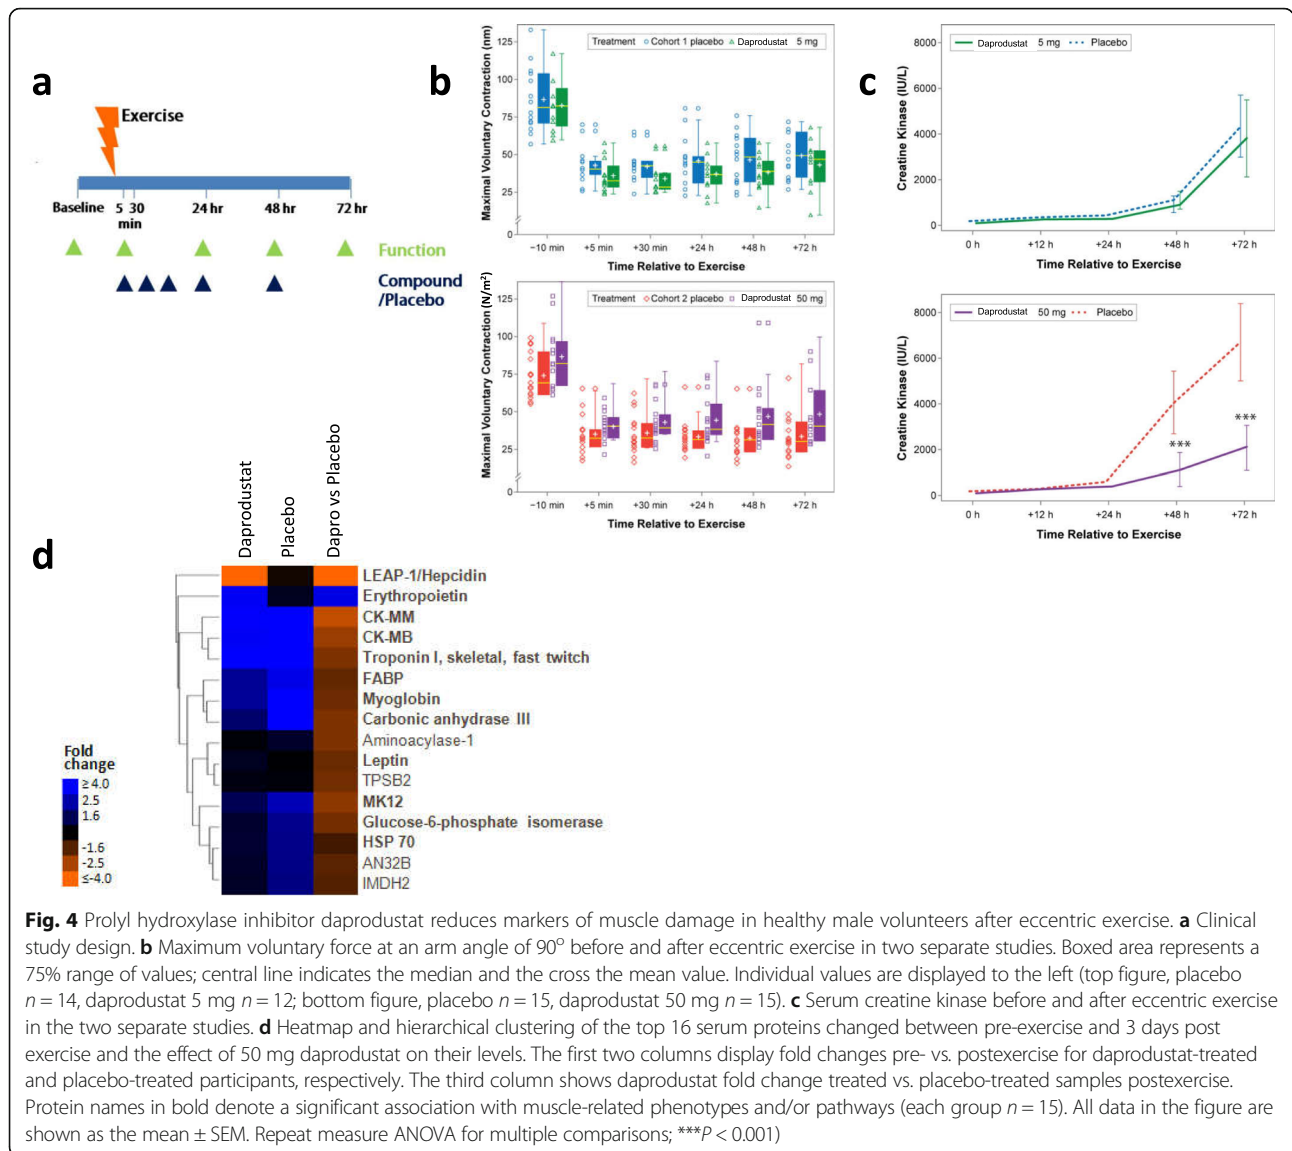 a
Exercise
Baseline 5 30 24 hr 48 hr 72 hr
min
Function
Compound
/Placebo
b
Maximal Voluntary Contraction (nm)
Treatment Cohort 1 placebo Daprodustat 5 mg
125
100
75
50
25
0
−10 min +5 min +30 min +24 h +48 h +72 h
Time Relative to Exercise
Maximal Voluntary Contraction (N/m²)
Treatment Cohort 2 placebo Daprodustat 50 mg
125
100
75
50
25
0
−10 min +5 min +30 min +24 h +48 h +72 h
Time Relative to Exercise
c
Creatine Kinase (IU/L)
Daprodustat 5 mg Placebo
8000
6000
4000
2000
0
0 h +12 h +24 h +48 h +72 h
Time Relative to Exercise
Creatine Kinase (IU/L)
Daprodustat 50 mg Placebo
8000
6000
4000
2000
0
***
***
0 h +12 h +24 h +48 h +72 h
Time Relative to Exercise
d
Daprodustat
Placebo
Dapro vs Placebo
LEAP-1/Hepcidin
Erythropoietin
CK-MM
CK-MB
Troponin I, skeletal, fast twitch
FABP
Myoglobin
Carbonic anhydrase III
Aminoacylase-1
Leptin
TPSB2
MK12
Glucose-6-phosphate isomerase
HSP 70
AN32B
IMDH2
Fold
change
≥ 4.0
2.5
1.6
-1.6
-2.5
≤-4.0
Fig. 4 Prolyl hydroxylase inhibitor daprodustat reduces markers of muscle damage in healthy male volunteers after eccentric exercise. a Clinical
study design. b Maximum voluntary force at an arm angle of 90° before and after eccentric exercise in two separate studies. Boxed area represents a
75% range of values; central line indicates the median and the cross the mean value. Individual values are displayed to the left (top figure, placebo
n = 14, daprodustat 5 mg n = 12; bottom figure, placebo n = 15, daprodustat 50 mg n = 15). c Serum creatine kinase before and after eccentric exercise
in the two separate studies. d Heatmap and hierarchical clustering of the top 16 serum proteins changed between pre-exercise and 3 days post
exercise and the effect of 50 mg daprodustat on their levels. The first two columns display fold changes pre- vs. postexercise for daprodustat-treated
and placebo-treated participants, respectively. The third column shows daprodustat fold change treated vs. placebo-treated samples postexercise.
Protein names in bold denote a significant association with muscle-related phenotypes and/or pathways (each group n = 15). All data in the figure are
shown as the mean ± SEM. Repeat measure ANOVA for multiple comparisons; ***P < 0.001)